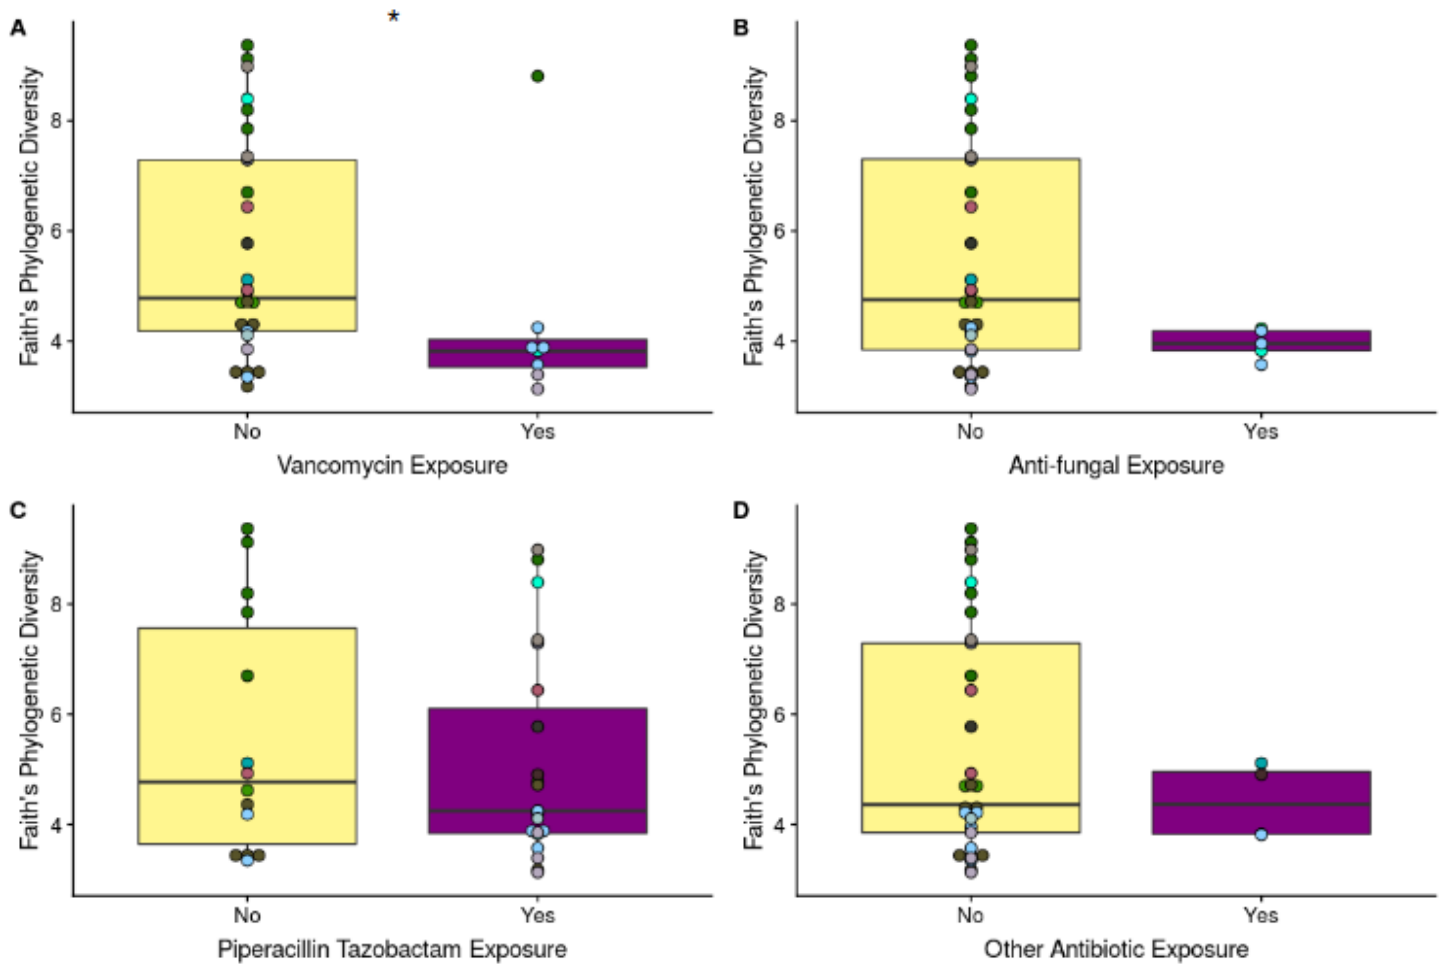 A
*
Faith's Phylogenetic Diversity
8
6
4
No
Yes
Vancomycin Exposure
B
Faith's Phylogenetic Diversity
8
6
4
No
Yes
Anti-fungal Exposure
C
Faith's Phylogenetic Diversity
8
6
4
No
Yes
Piperacillin Tazobactam Exposure
D
Faith's Phylogenetic Diversity
8
6
4
No
Yes
Other Antibiotic Exposure